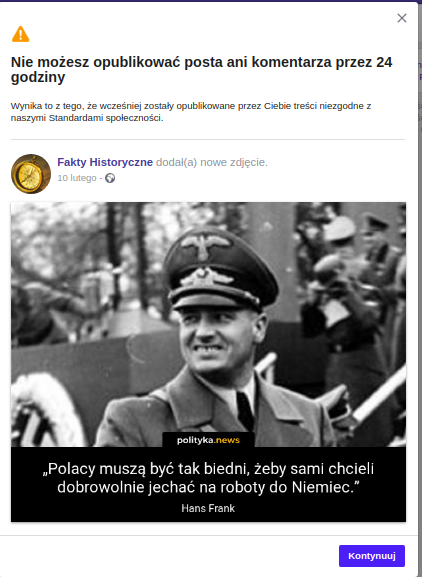 Nie możesz opublikować posta ani komentarza przez 24
godziny
Wynika to z tego, że wcześniej zostały opublikowane przez Ciebie treści niezgodne z
naszymi Standardami społeczności.
Fakty Historyczne dodał(a) nowe zdjęcie.
10 lutego ·
polityka.news
„Polacy muszą być tak biedni, żeby sami chcieli
dobrowolnie jechać na roboty do Niemiec.”
Hans Frank
Kontynuuj